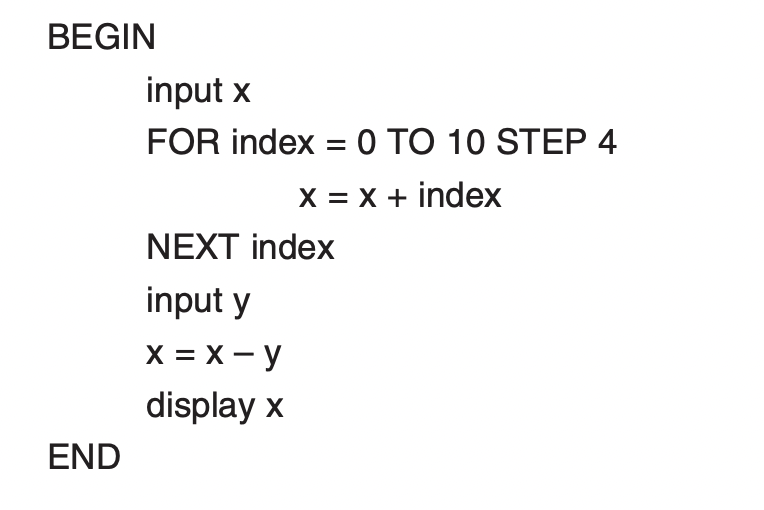 BEGIN
input x
FOR index = 0 TO 10 STEP 4
x = x + index
NEXT index
input y
x = x – y
display x
END